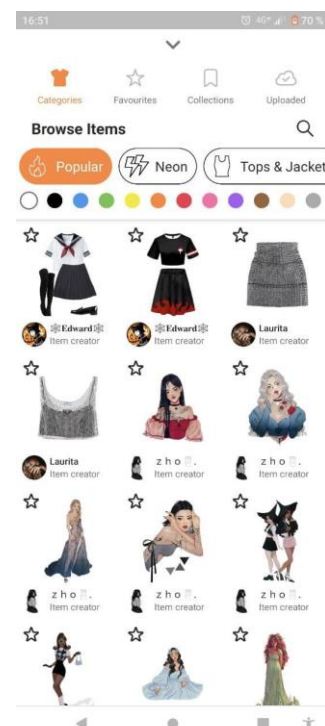 16:51 4G+ 70 %
Categories Favourites Collections Uploaded
Browse Items
Popular Neon Tops & Jacket
❄Edward❄ ❄Edward❄ Laurita
Item creator Item creator Item creator
Laurita z h o . z h o .
Item creator Item creator Item creator
z h o . z h o . z h o .
Item creator Item creator Item creator